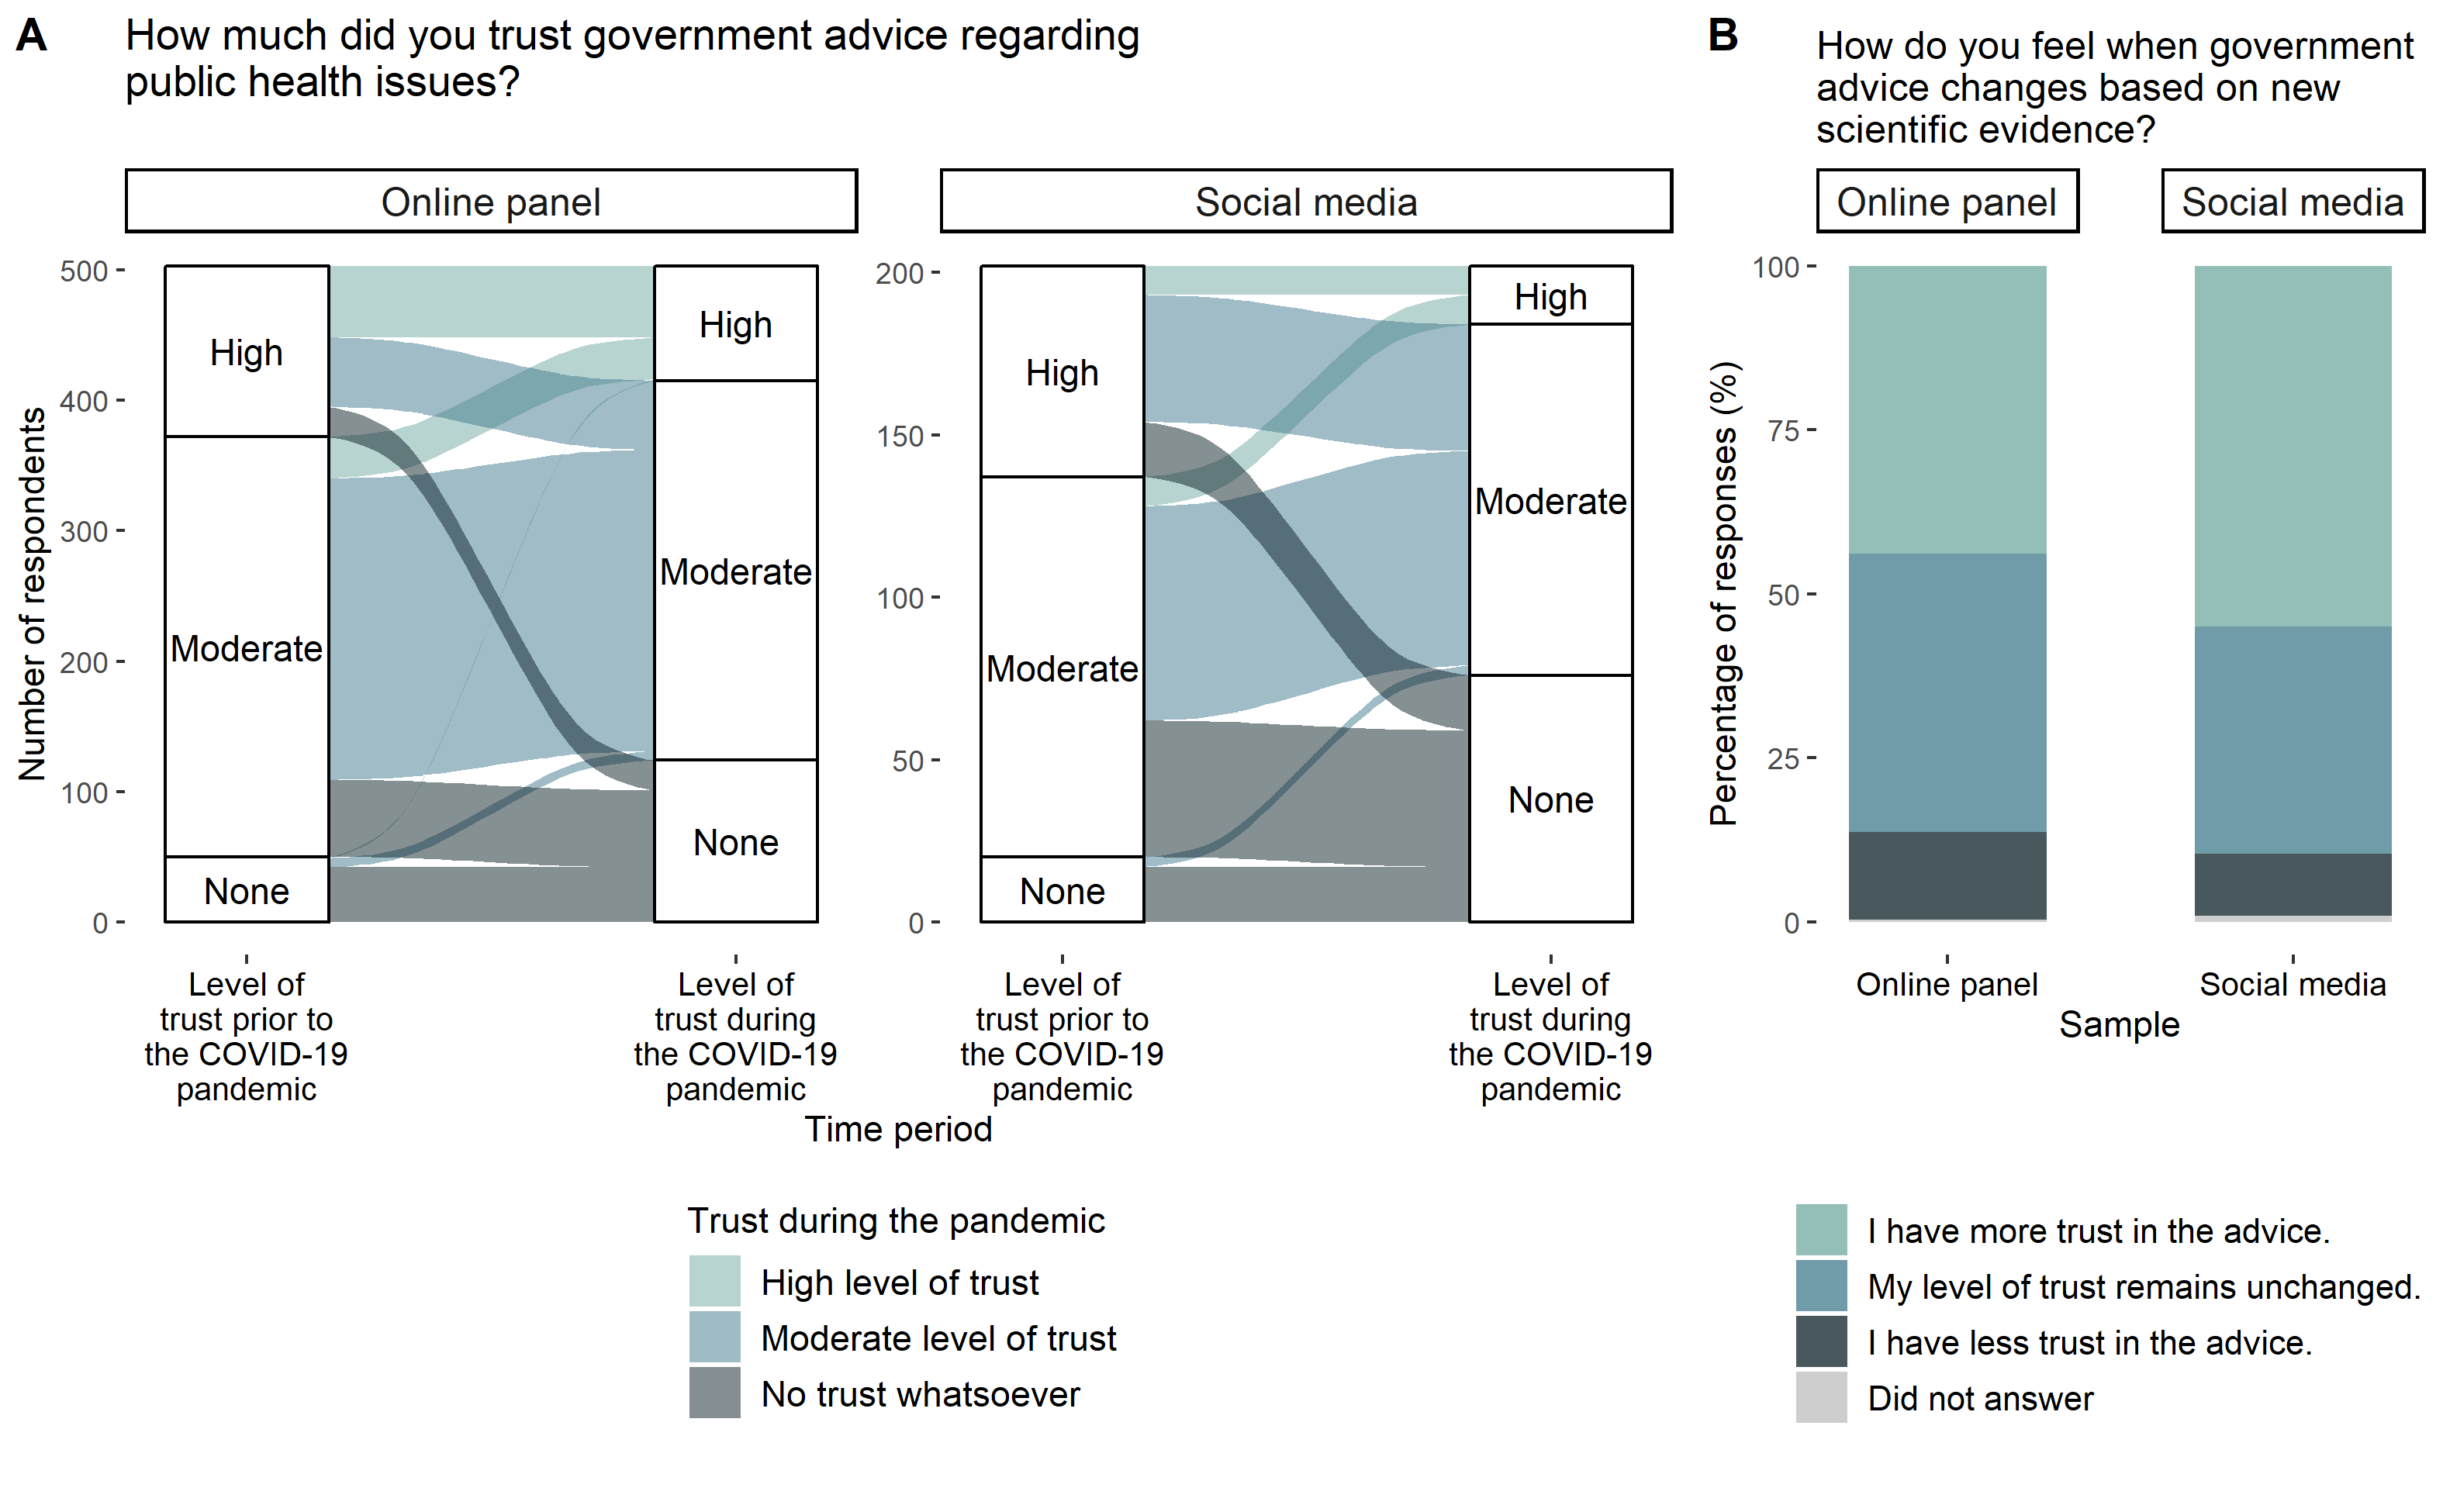 A
How much did you trust government advice regarding
public health issues?
Online panel
Social media
Number of respondents
500
400
300
200
100
0
High
Moderate
None
High
Moderate
None
200
150
100
50
0
High
Moderate
None
High
Moderate
None
Level of
trust prior to
the COVID-19
pandemic
Level of
trust during
the COVID-19
pandemic
Level of
trust prior to
the COVID-19
pandemic
Level of
trust during
the COVID-19
pandemic
Time period
Trust during the pandemic
High level of trust
Moderate level of trust
No trust whatsoever
B
How do you feel when government
advice changes based on new
scientific evidence?
Online panel
Social media
Percentage of responses (%)
100
75
50
25
0
Online panel
Social media
Sample
I have more trust in the advice.
My level of trust remains unchanged.
I have less trust in the advice.
Did not answer